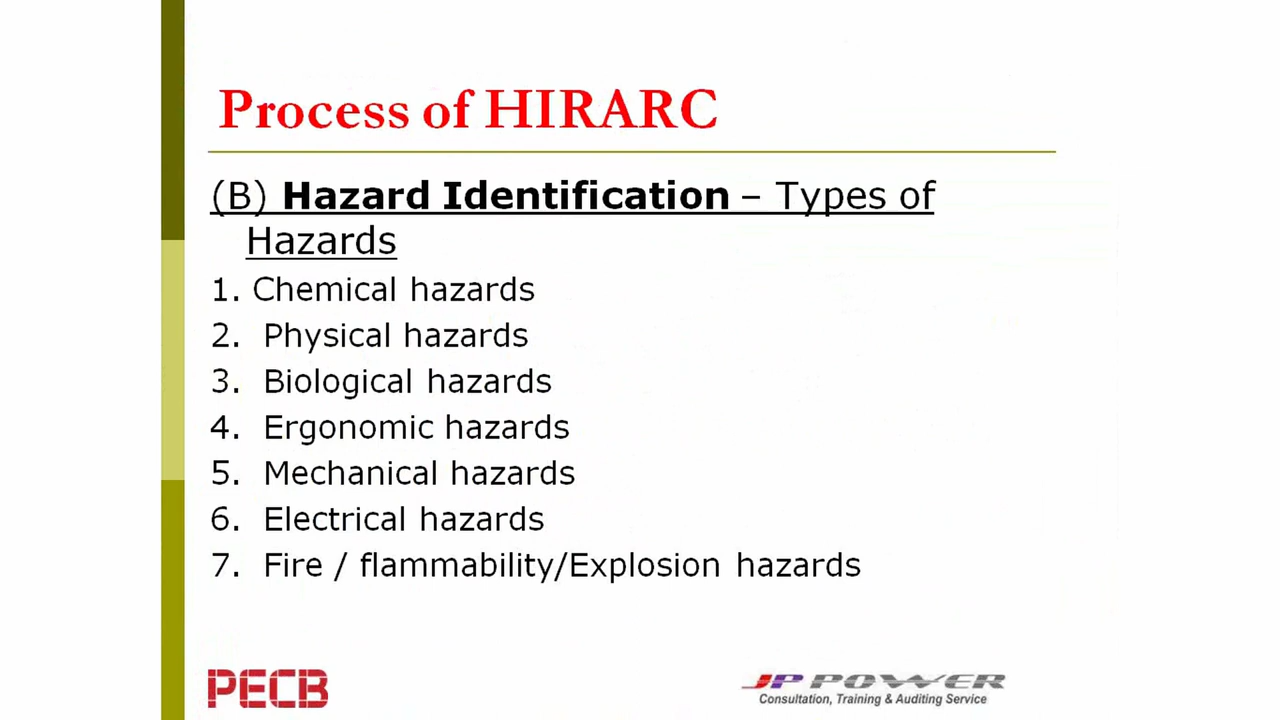 Process of HIRARC
(B) Hazard Identification – Types of
Hazards
1. Chemical hazards
2. Physical hazards
3. Biological hazards
4. Ergonomic hazards
5. Mechanical hazards
6. Electrical hazards
7. Fire / flammability/Explosion hazards
PECB
JP POWER
Consultation, Training & Auditing Service